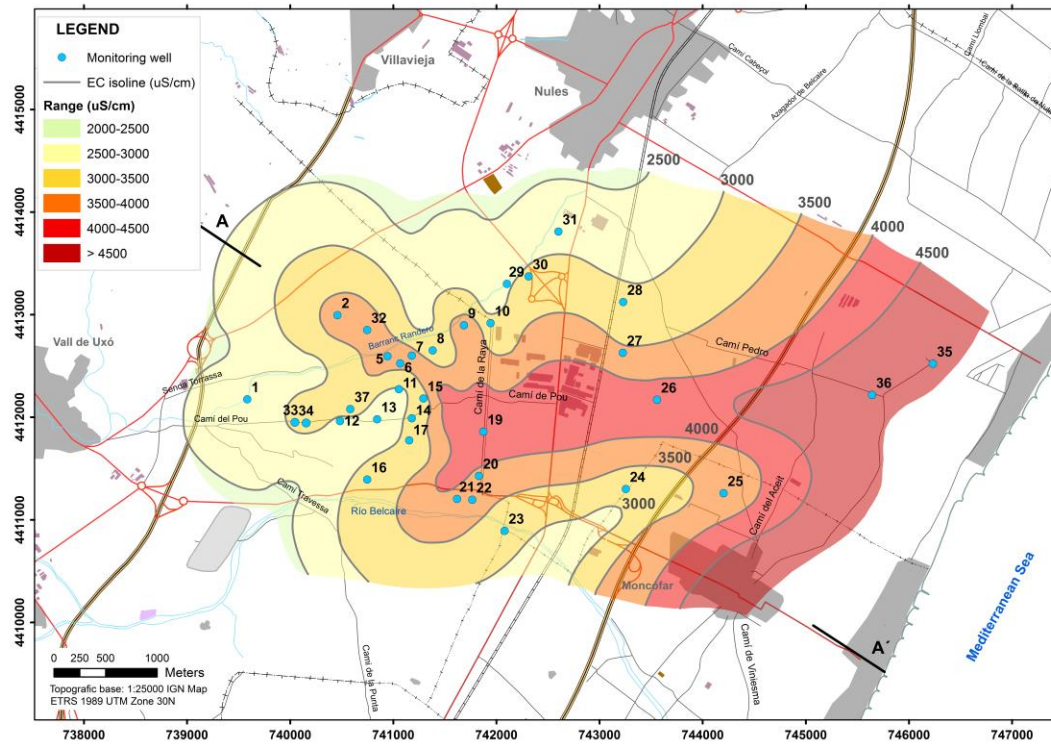 LEGEND
Monitoring well
EC isoline (uS/cm)
Range (uS/cm)
2000-2500
2500-3000
3000-3500
3500-4000
4000-4500
> 4500
Villavieja
Nules
Camí Cabeçol
Azagador de Belcaire
Camí Llombai
2500
3000
3500
4000
4500
A
31
30
29
28
27
2
32
Barranc Randero
9
10
8
7
5
6
Vall de Uxó
Senda Torrassa
Camí Pedro
35
36
1
Camí del Pou
33
34
37
12
11
13
15
14
17
Camí de la Raya
Camí de Pou
26
19
4000
3500
3000
16
20
21
22
23
24
25
Camí Travessa
Río Belcaire
Camí del Aceit
Moncofar
Camí de la Punta
Camí de Viniesma
A´
Mediterranean Sea
0 250 500 1000
Meters
Topografic base: 1:25000 IGN Map
ETRS 1989 UTM Zone 30N
4415000
4414000
4413000
4412000
4411000
4410000
738000 739000 740000 741000 742000 743000 744000 745000 746000 747000